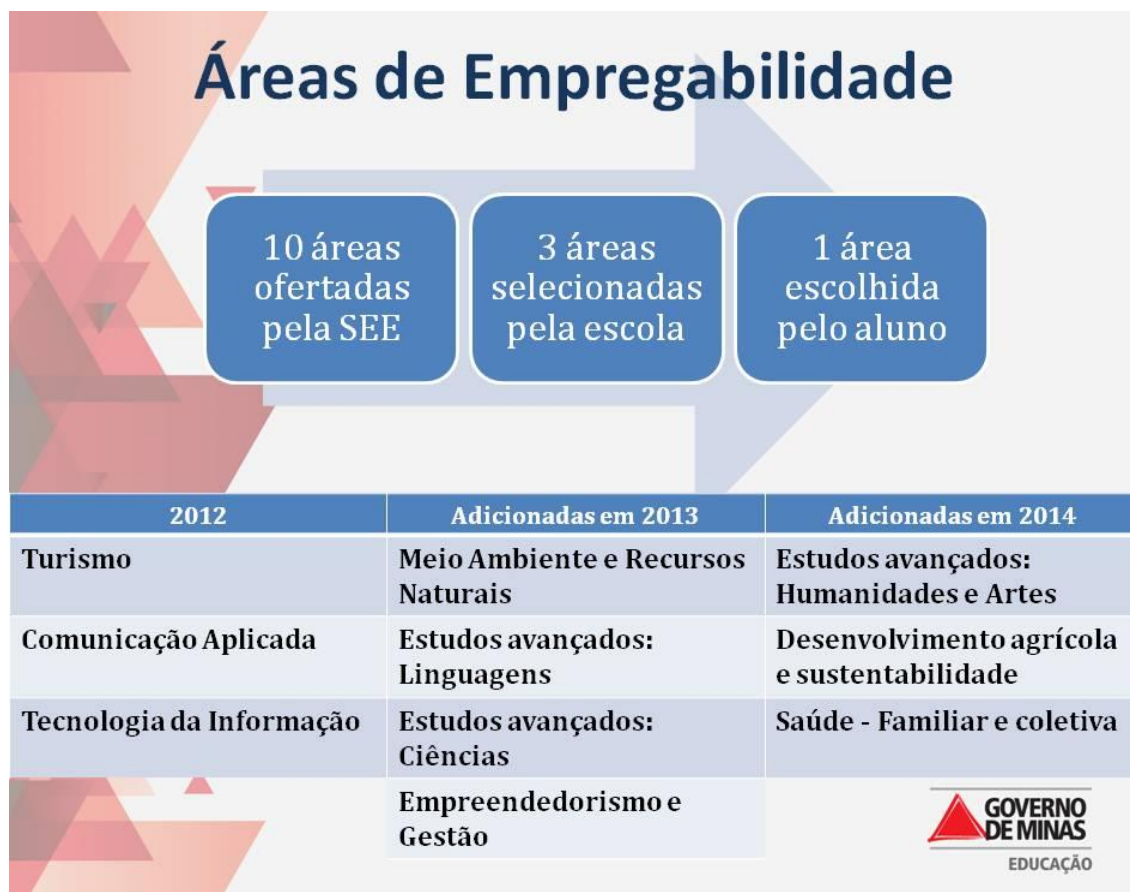 Áreas de Empregabilidade
10 áreas
ofertadas
pela SEE
3 áreas
selecionadas
pela escola
1 área
escolhida
pelo aluno
2012
Adicionadas em 2013
Adicionadas em 2014
Turismo
Meio Ambiente e Recursos
Naturais
Estudos avançados:
Humanidades e Artes
Comunicação Aplicada
Estudos avançados:
Linguagens
Desenvolvimento agrícola
e sustentabilidade
Tecnologia da Informação
Estudos avançados:
Ciências
Saúde - Familiar e coletiva
Empreendedorismo e
Gestão
GOVERNO
DE MINAS
EDUCAÇÃO